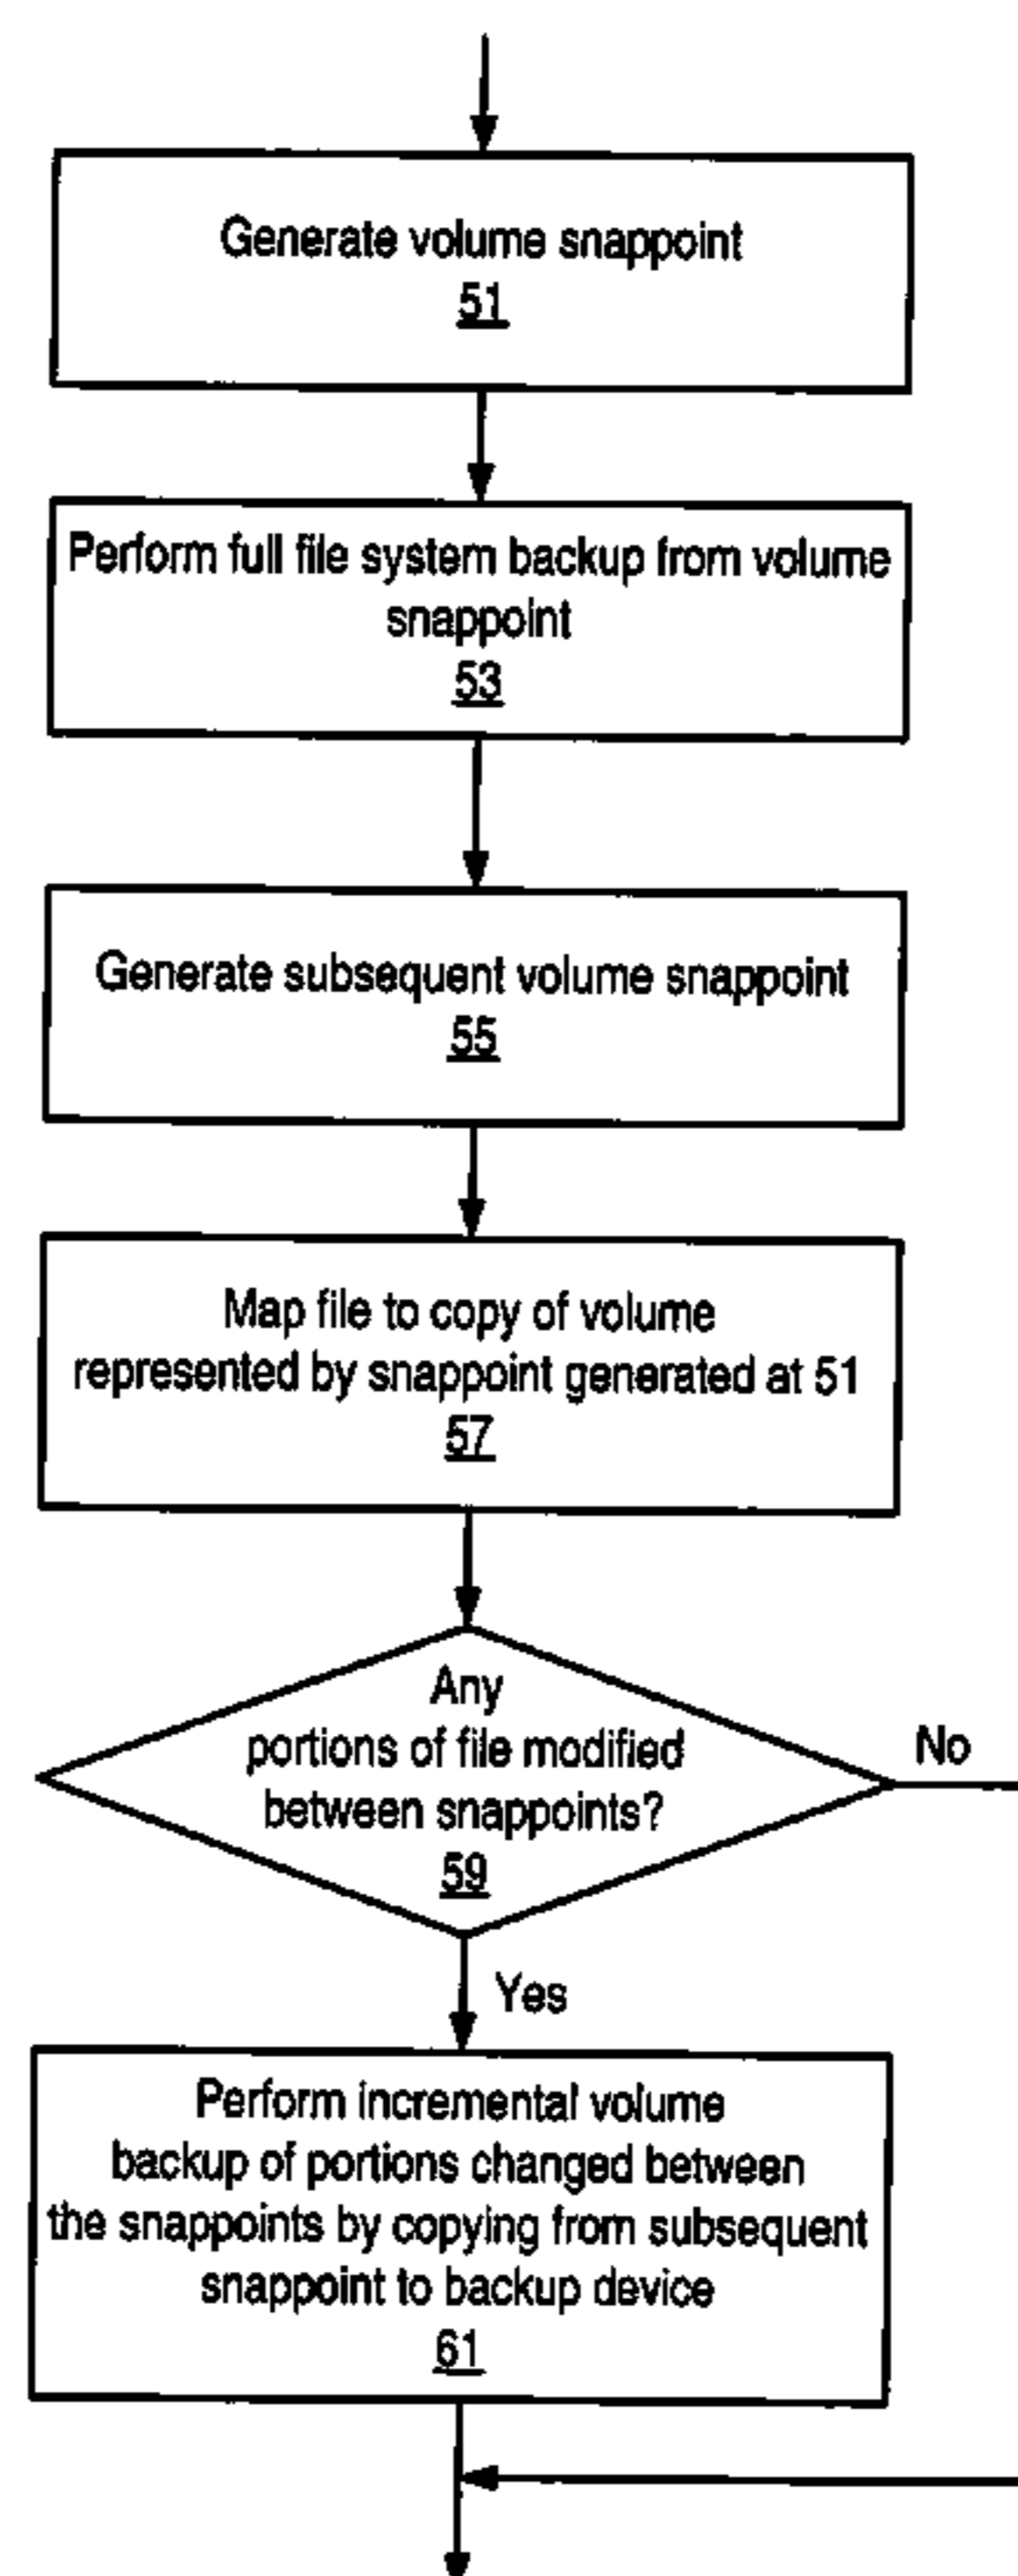 Generate volume snappoint
51
Perform full file system backup from volume
snappoint
53
Generate subsequent volume snappoint
55
Map file to copy of volume
represented by snappoint generated at 51
57
Any
portions of file modified
between snappoints?
59
No
Yes
Perform incremental volume
backup of portions changed between
the snappoints by copying from subsequent
snappoint to backup device
61